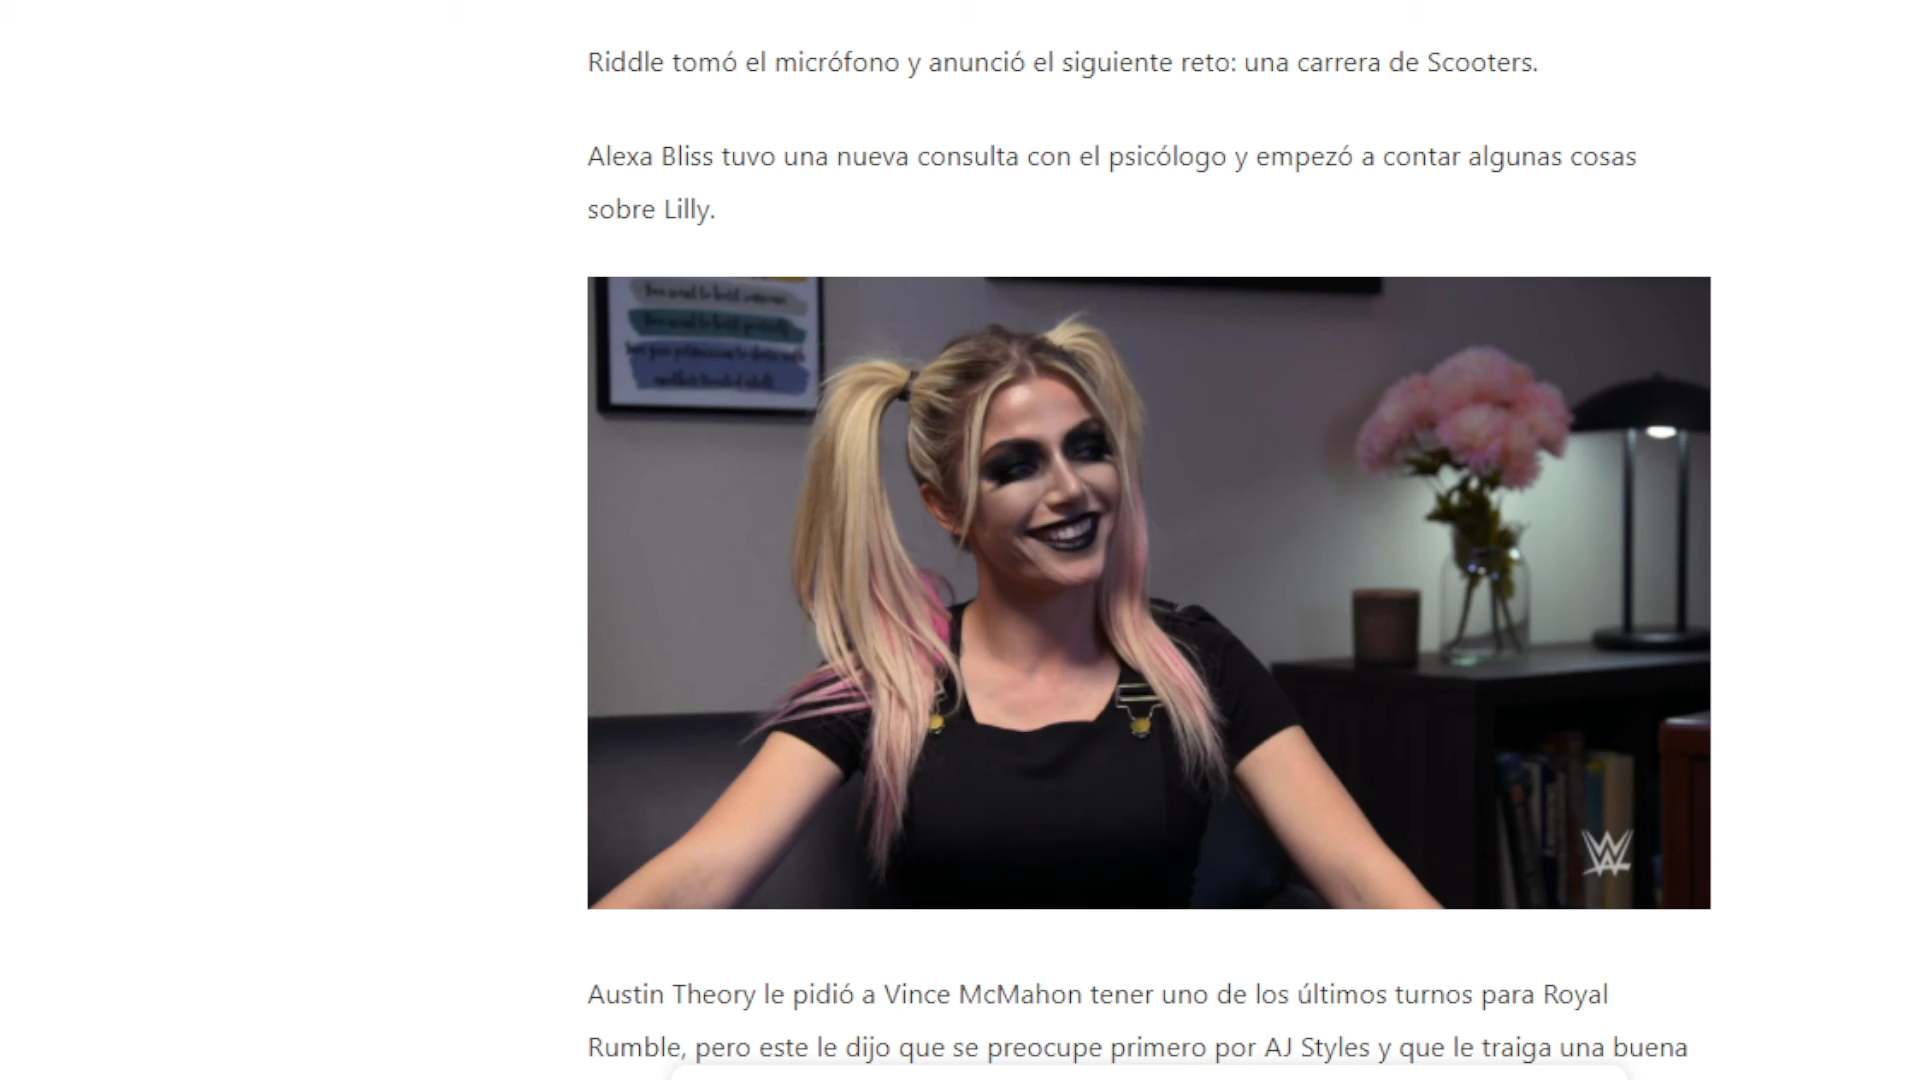 Riddle tomó el micrófono y anunció el siguiente reto: una carrera de Scooters.
Alexa Bliss tuvo una nueva consulta con el psicólogo y empezó a contar algunas cosas
sobre Lilly.
W
Austin Theory le pidió a Vince McMahon tener uno de los últimos turnos para Royal
Rumble, pero este le dijo que se preocupe primero por AJ Styles y que le traiga una buena